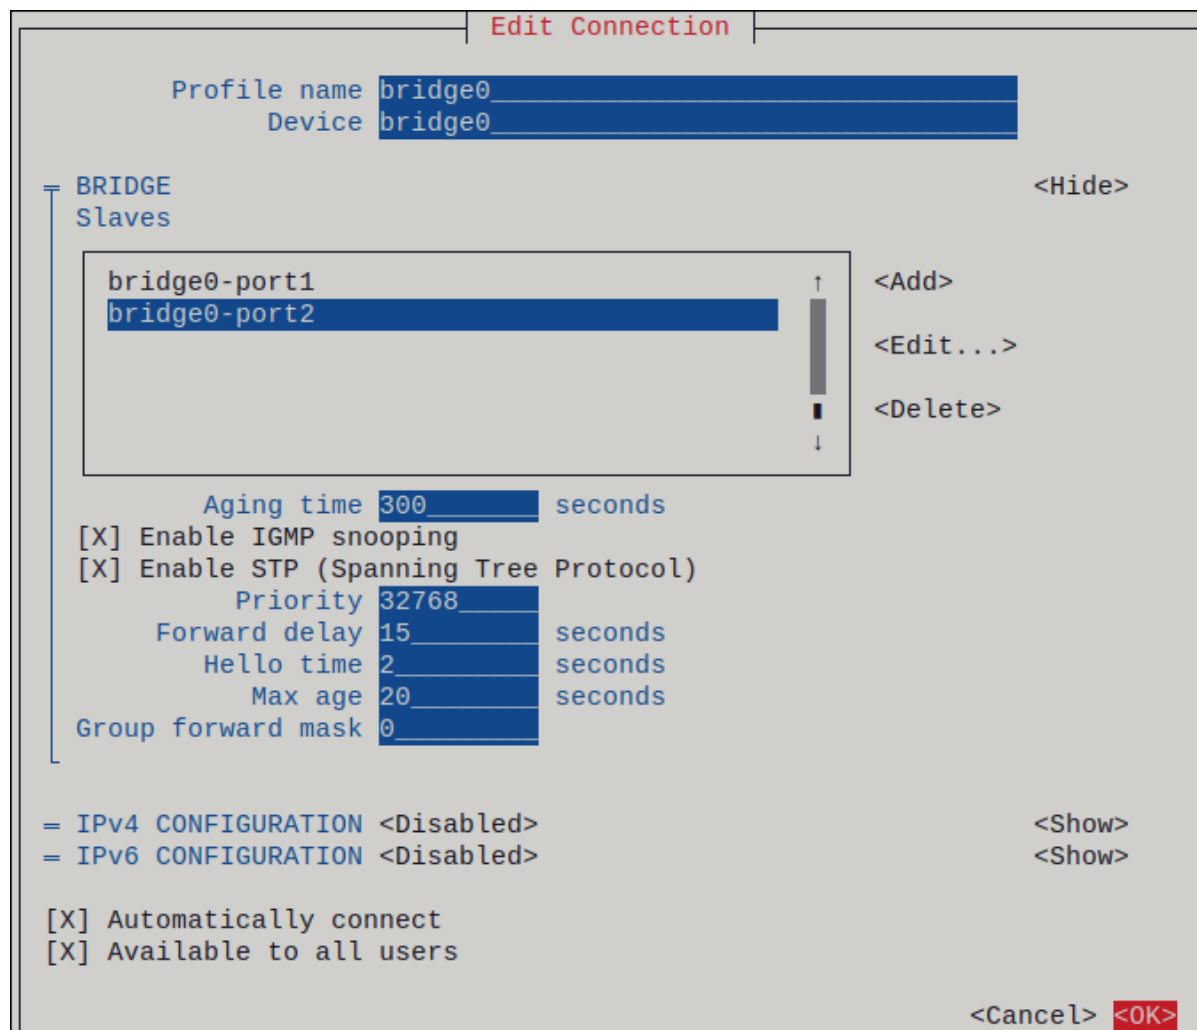 Edit Connection
Profile name bridge0
Device bridge0
BRIDGE <Hide>
Slaves
bridge0-port1 ↑ <Add>
bridge0-port2
<Edit...>
<Delete>
↓
Aging time 300 seconds
[X] Enable IGMP snooping
[X] Enable STP (Spanning Tree Protocol)
Priority 32768
Forward delay 15 seconds
Hello time 2 seconds
Max age 20 seconds
Group forward mask 0
= IPv4 CONFIGURATION <Disabled> <Show>
= IPv6 CONFIGURATION <Disabled> <Show>
[X] Automatically connect
[X] Available to all users
<Cancel> <OK>